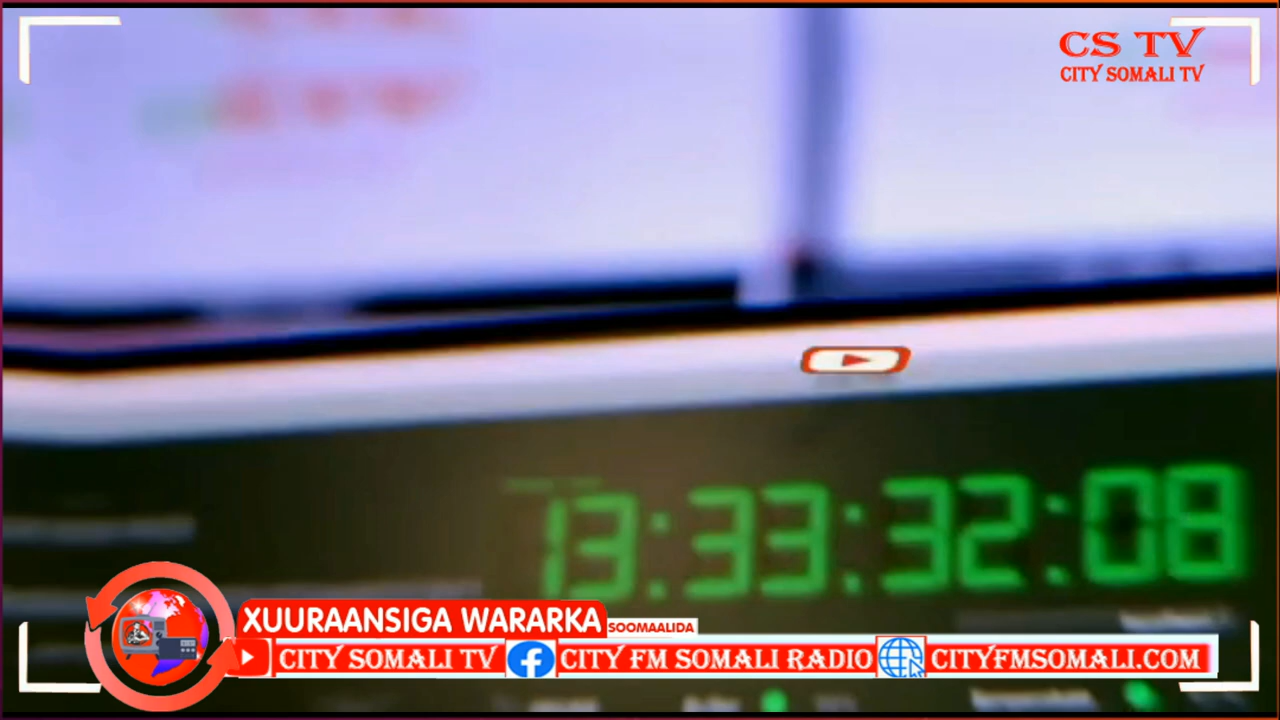 CS TV
CITY SOMALI TV
13:33:32:08
XUURAANSIGA WARARKA
SOOMAALIDA
CITY SOMALI TV CITY FM SOMALI RADIO CITYFMSOMALI.COM